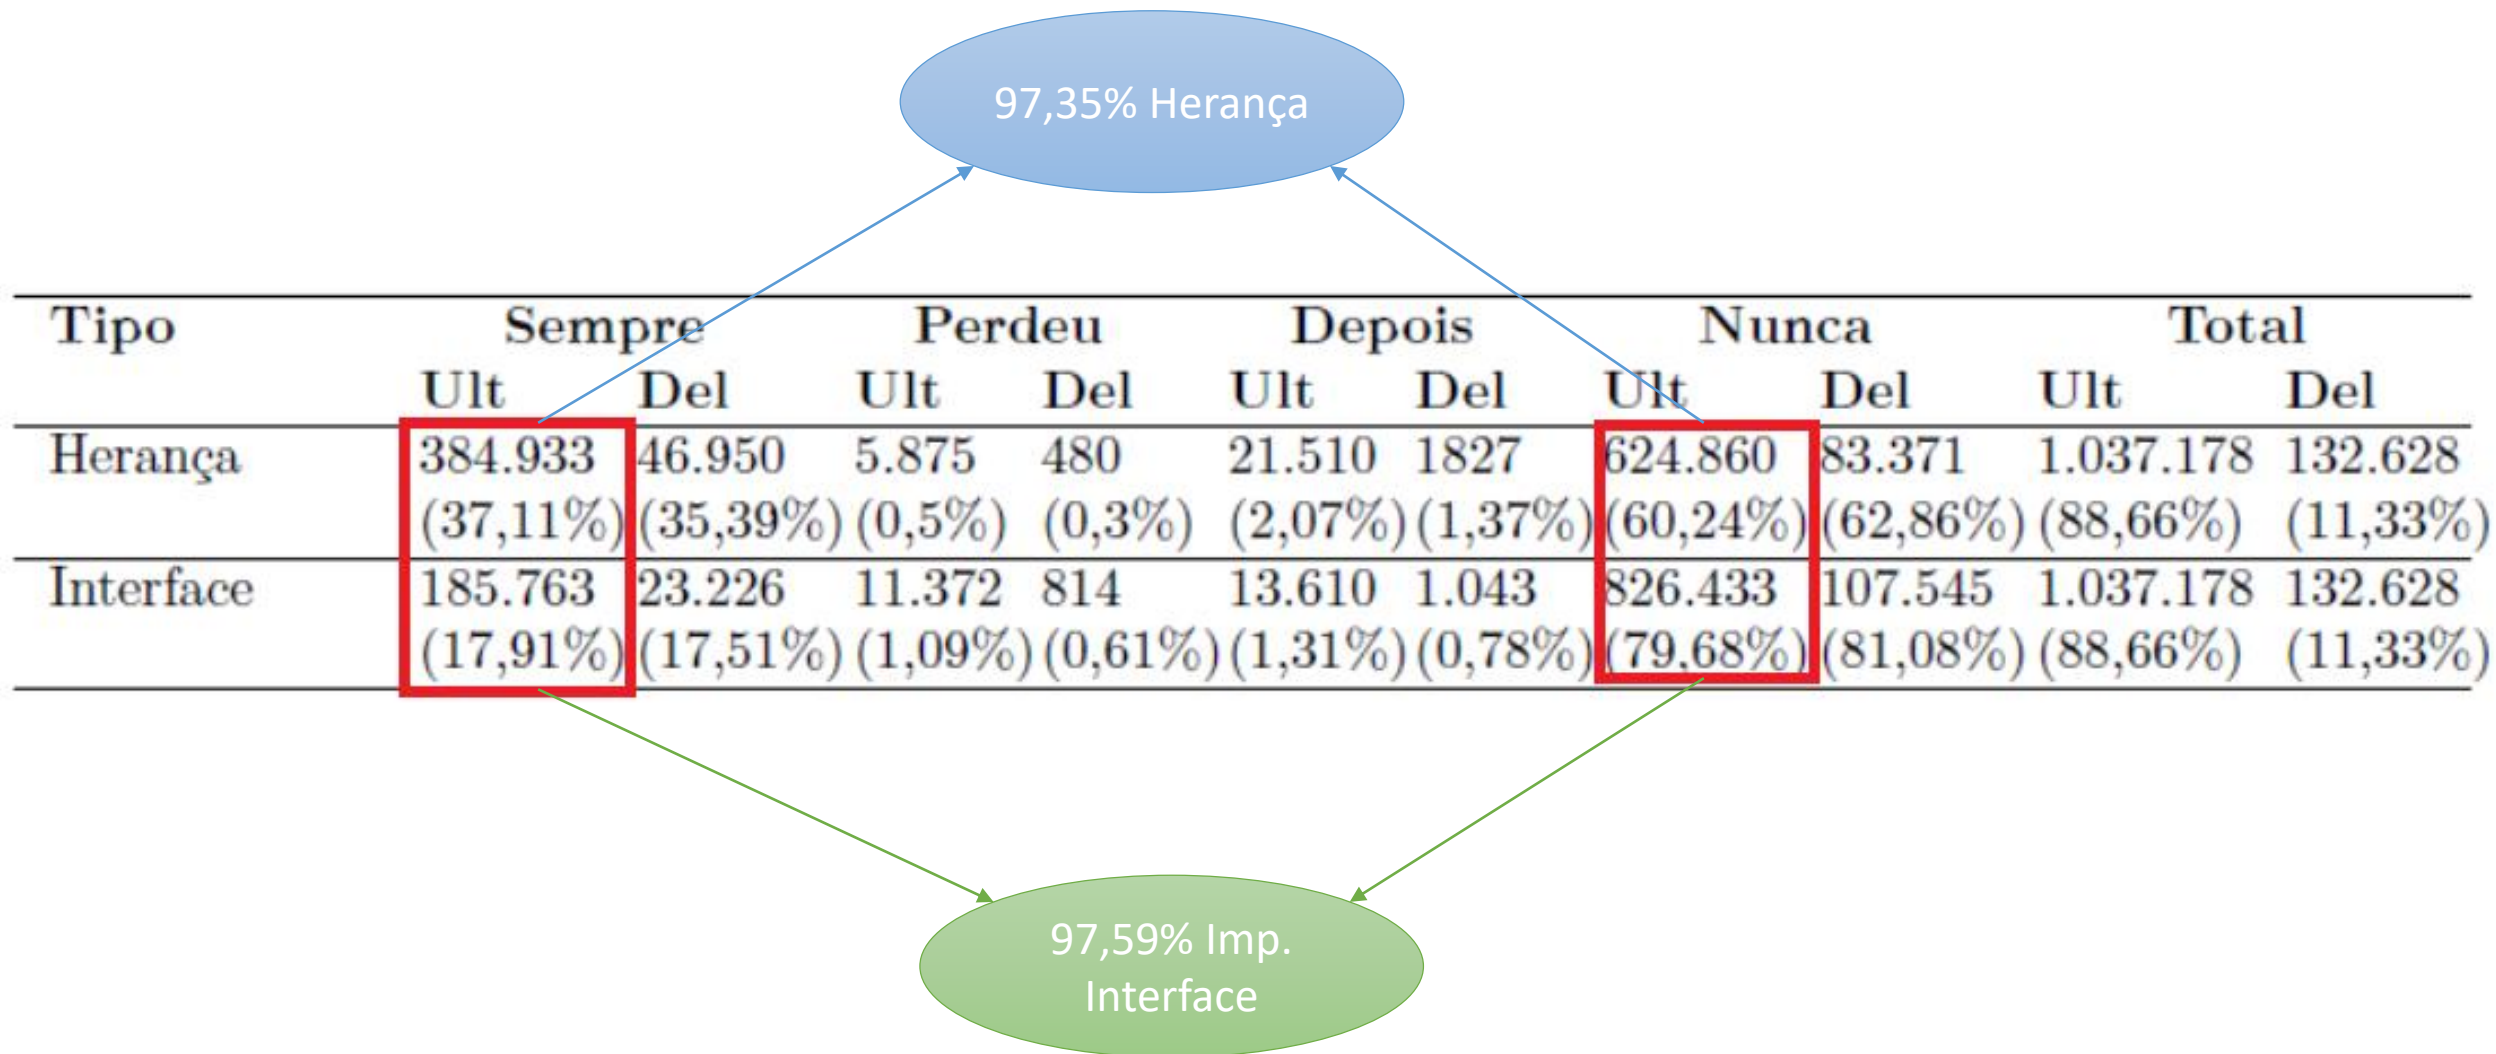 97,35% Herança
Tipo Sempre Perdeu Depois Nunca Total
Ult Del Ult Del Ult Del Ult Del Ult Del
Herança 384.933 46.950 5.875 480 21.510 1827 624.860 83.371 1.037.178 132.628
(37,11%) (35,39%) (0,5%) (0,3%) (2,07%) (1,37%) (60,24%) (62,86%) (88,66%) (11,33%)
Interface 185.763 23.226 11.372 814 13.610 1.043 826.433 107.545 1.037.178 132.628
(17,91%) (17,51%) (1,09%) (0,61%) (1,31%) (0,78%) (79,68%) (81,08%) (88,66%) (11,33%)
97,59% Imp.
Interface